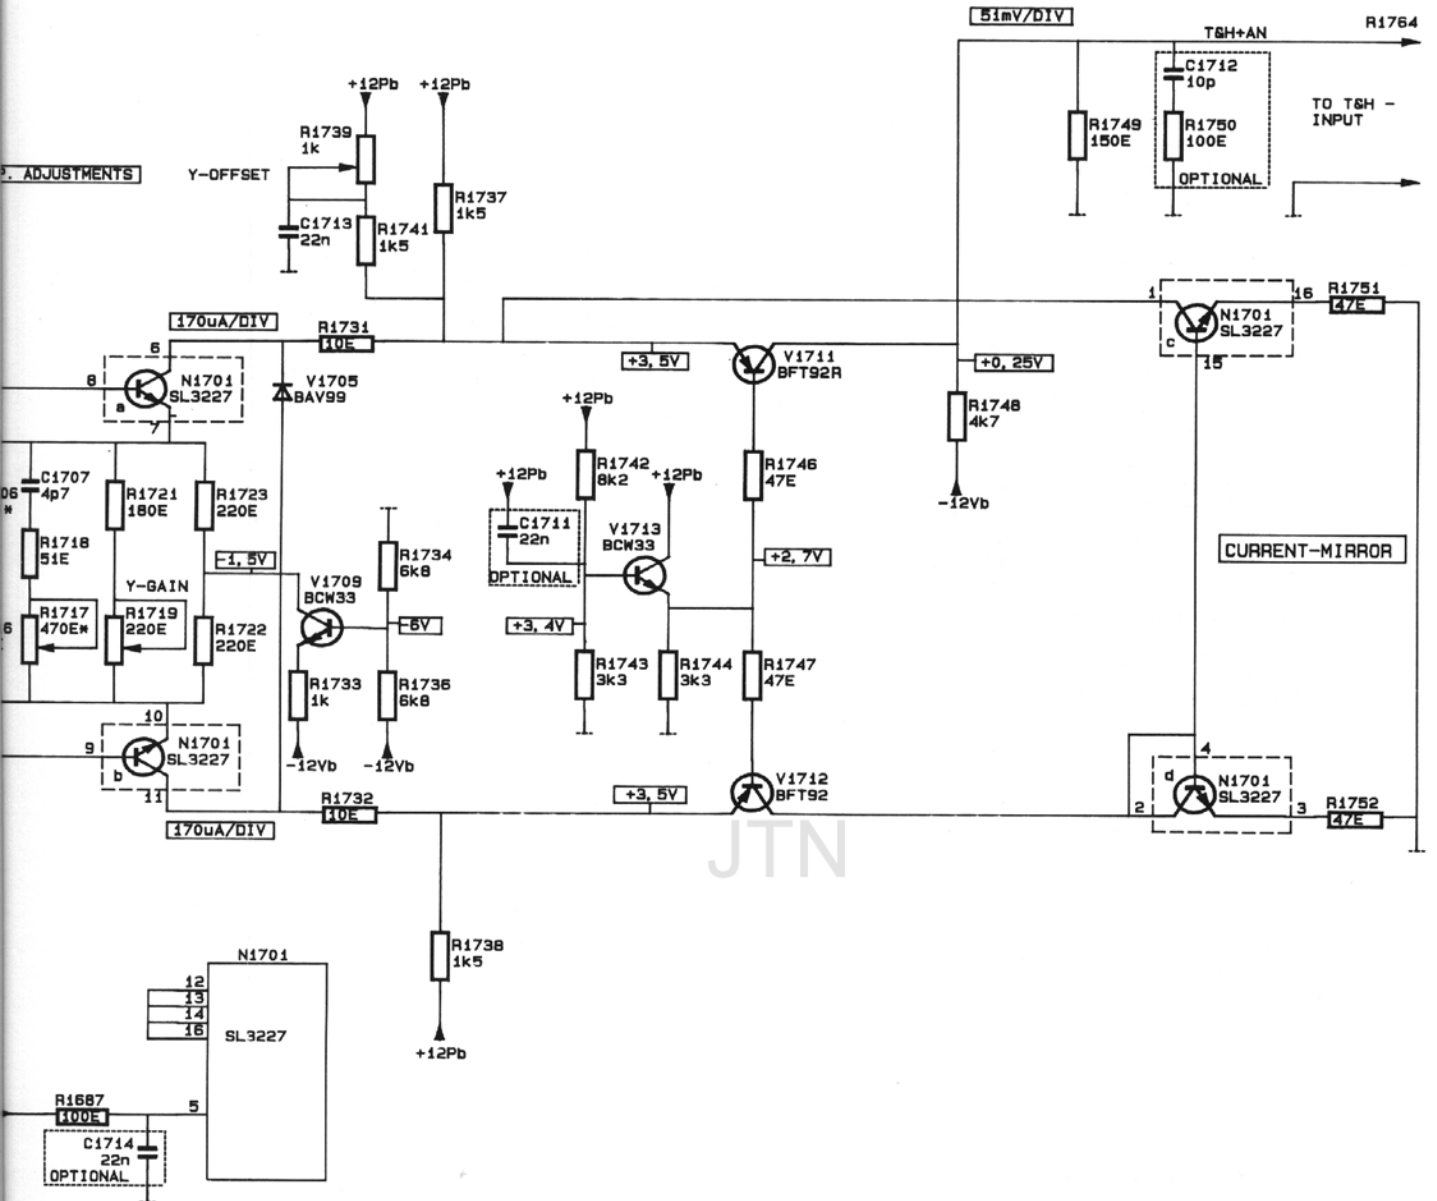 51mV/DIV
R1764
T&H+AN
C1712
10p
TO T&H -
INPUT
R1749
150E
R1750
100E
OPTIONAL
+12Pb
+12Pb
R1739
1k
. ADJUSTMENTS
Y-OFFSET
R1737
1k5
C1713
22n
R1741
1k5
170uA/DIV
R1731
10E
+3,5V
V1711
BFT92R
+0,25V
1
N1701
SL3227
c
16
15
R1751
47E
6
8
a
N1701
SL3227
7
V1705
BAV99
+12Pb
R1748
4k7
-12Vb
C1707
4p7
06
*
R1721
180E
R1723
220E
R1718
51E
-1,5V
R1734
6k8
+12Pb
R1742
8k2
+12Pb
C1711
22n
OPTIONAL
V1713
BCW33
R1746
47E
+2,7V
CURRENT-MIRROR
Y-GAIN
V1709
BCW33
6
R1717
470E*
R1719
220E
R1722
220E
-6V
+3,4V
R1733
1k
R1736
6k8
R1743
3k3
R1744
3k3
R1747
47E
-12Vb
-12Vb
10
9
b
N1701
SL3227
11
170uA/DIV
R1732
10E
+3,5V
V1712
BFT92
JTN
4
d
N1701
SL3227
2
3
R1752
47E
R1738
1k5
+12Pb
N1701
12
13
14
16
SL3227
5
R1687
100E
C1714
22n
OPTIONAL